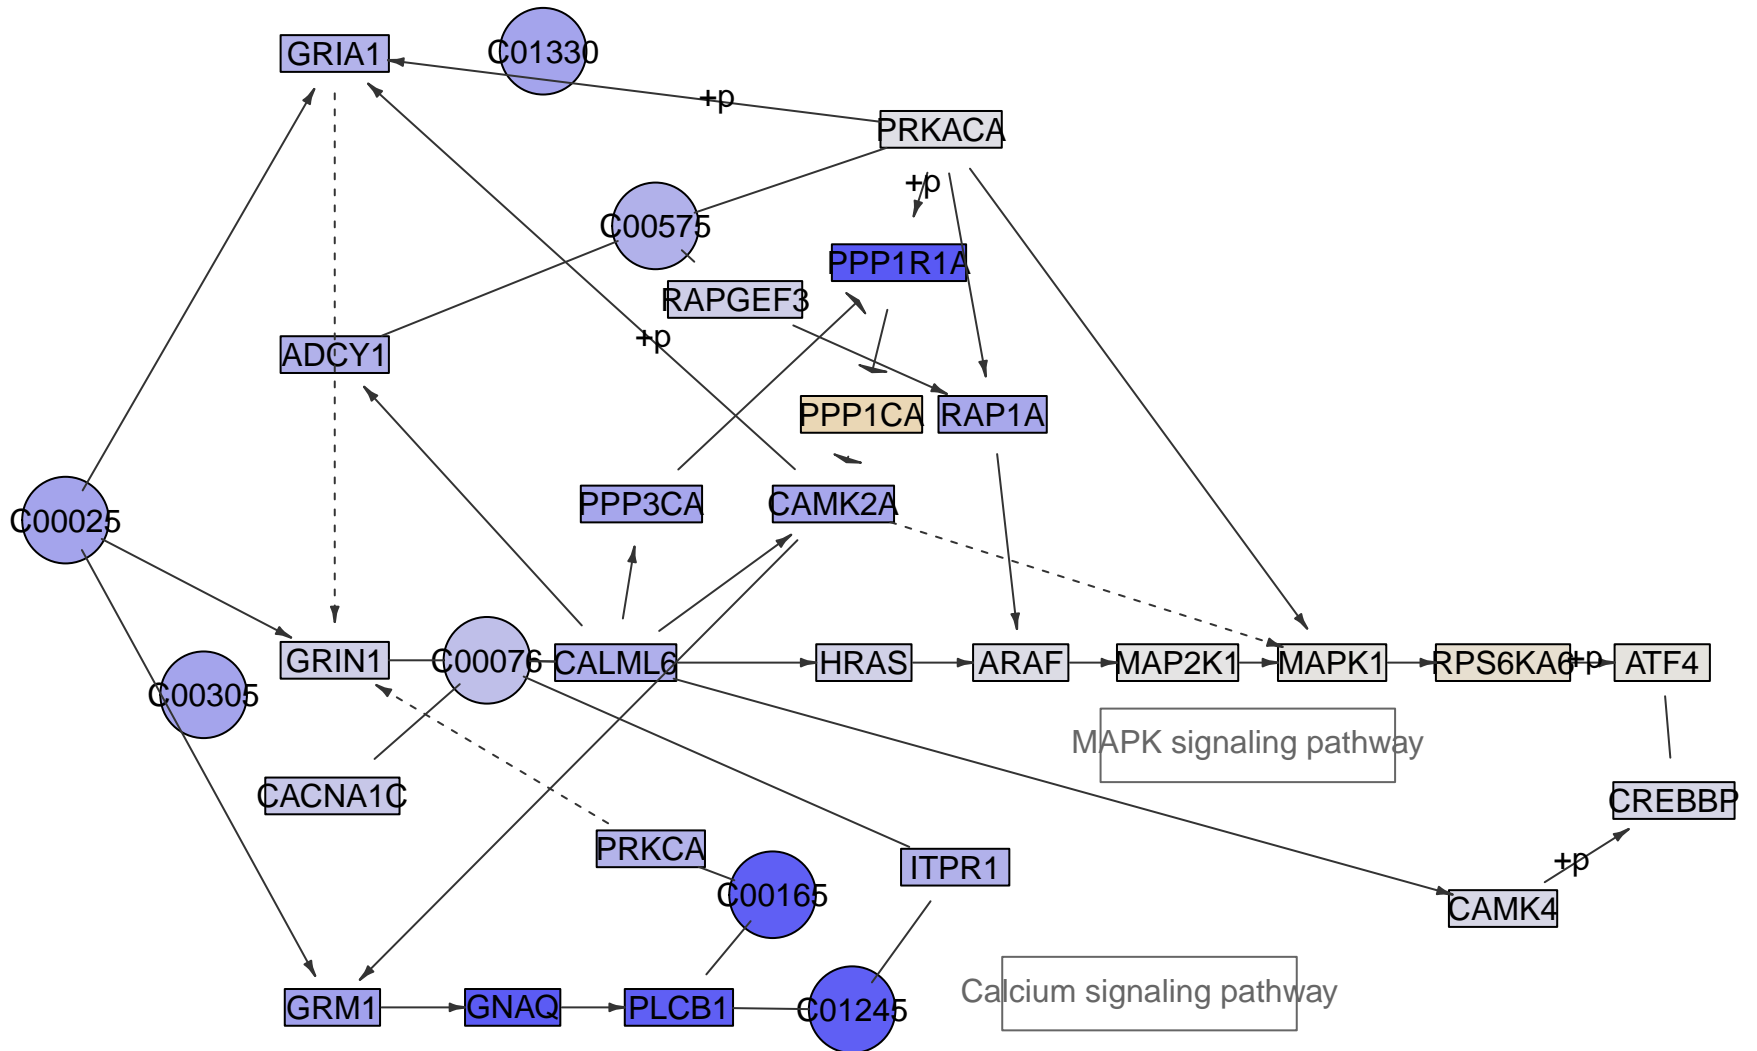 GRIA1
C01330
+p
PRKACA
+p
C00575
PPP1R1A
RAPGEF3
+p
ADCY1
PPP1CA
RAP1A
PPP3CA
CAMK2A
C00025
GRIN1
C00076
CALML6
HRAS
ARAF
MAP2K1
MAPK1
RPS6KA6
+p
ATF4
C00305
MAPK signaling pathway
CACNA1C
CREBBP
PRKCA
ITPR1
+p
C00165
CAMK4
Calcium signaling pathway
GRM1
GNAQ
PLCB1
C01245